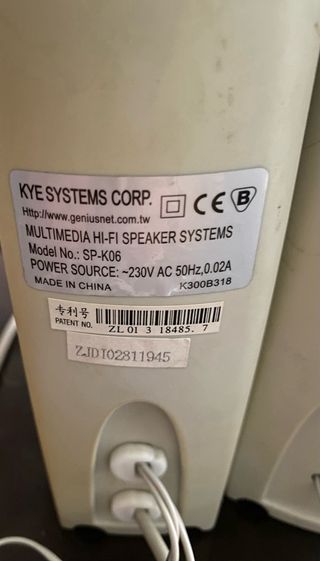 KYE SYSTEMS CORP.
Http://www.geniusnet.com.tw
CE B
MULTIMEDIA HI-FI SPEAKER SYSTEMS
Model No.: SP-K06
POWER SOURCE: ~230V AC 50Hz,0.02A
MADE IN CHINA K300B318
专利号
PATENT NO. ZL 01 3 18485. 7
ZJDT02811945